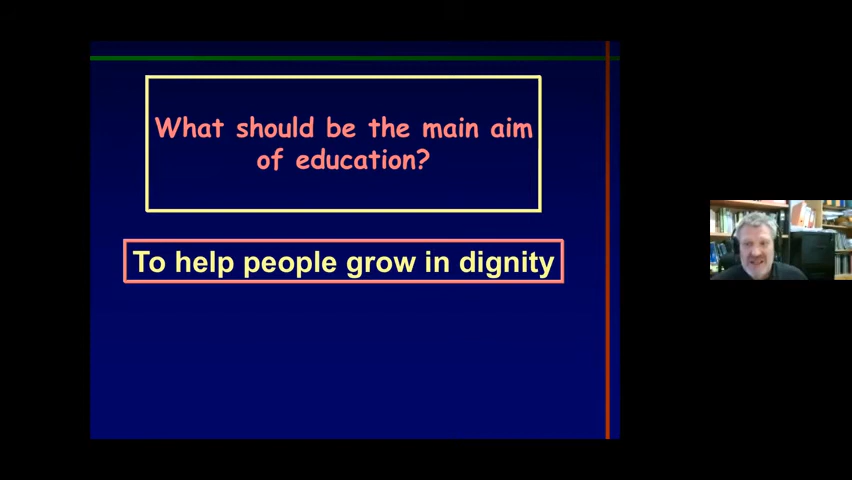 What should be the main aim
of education?
To help people grow in dignity